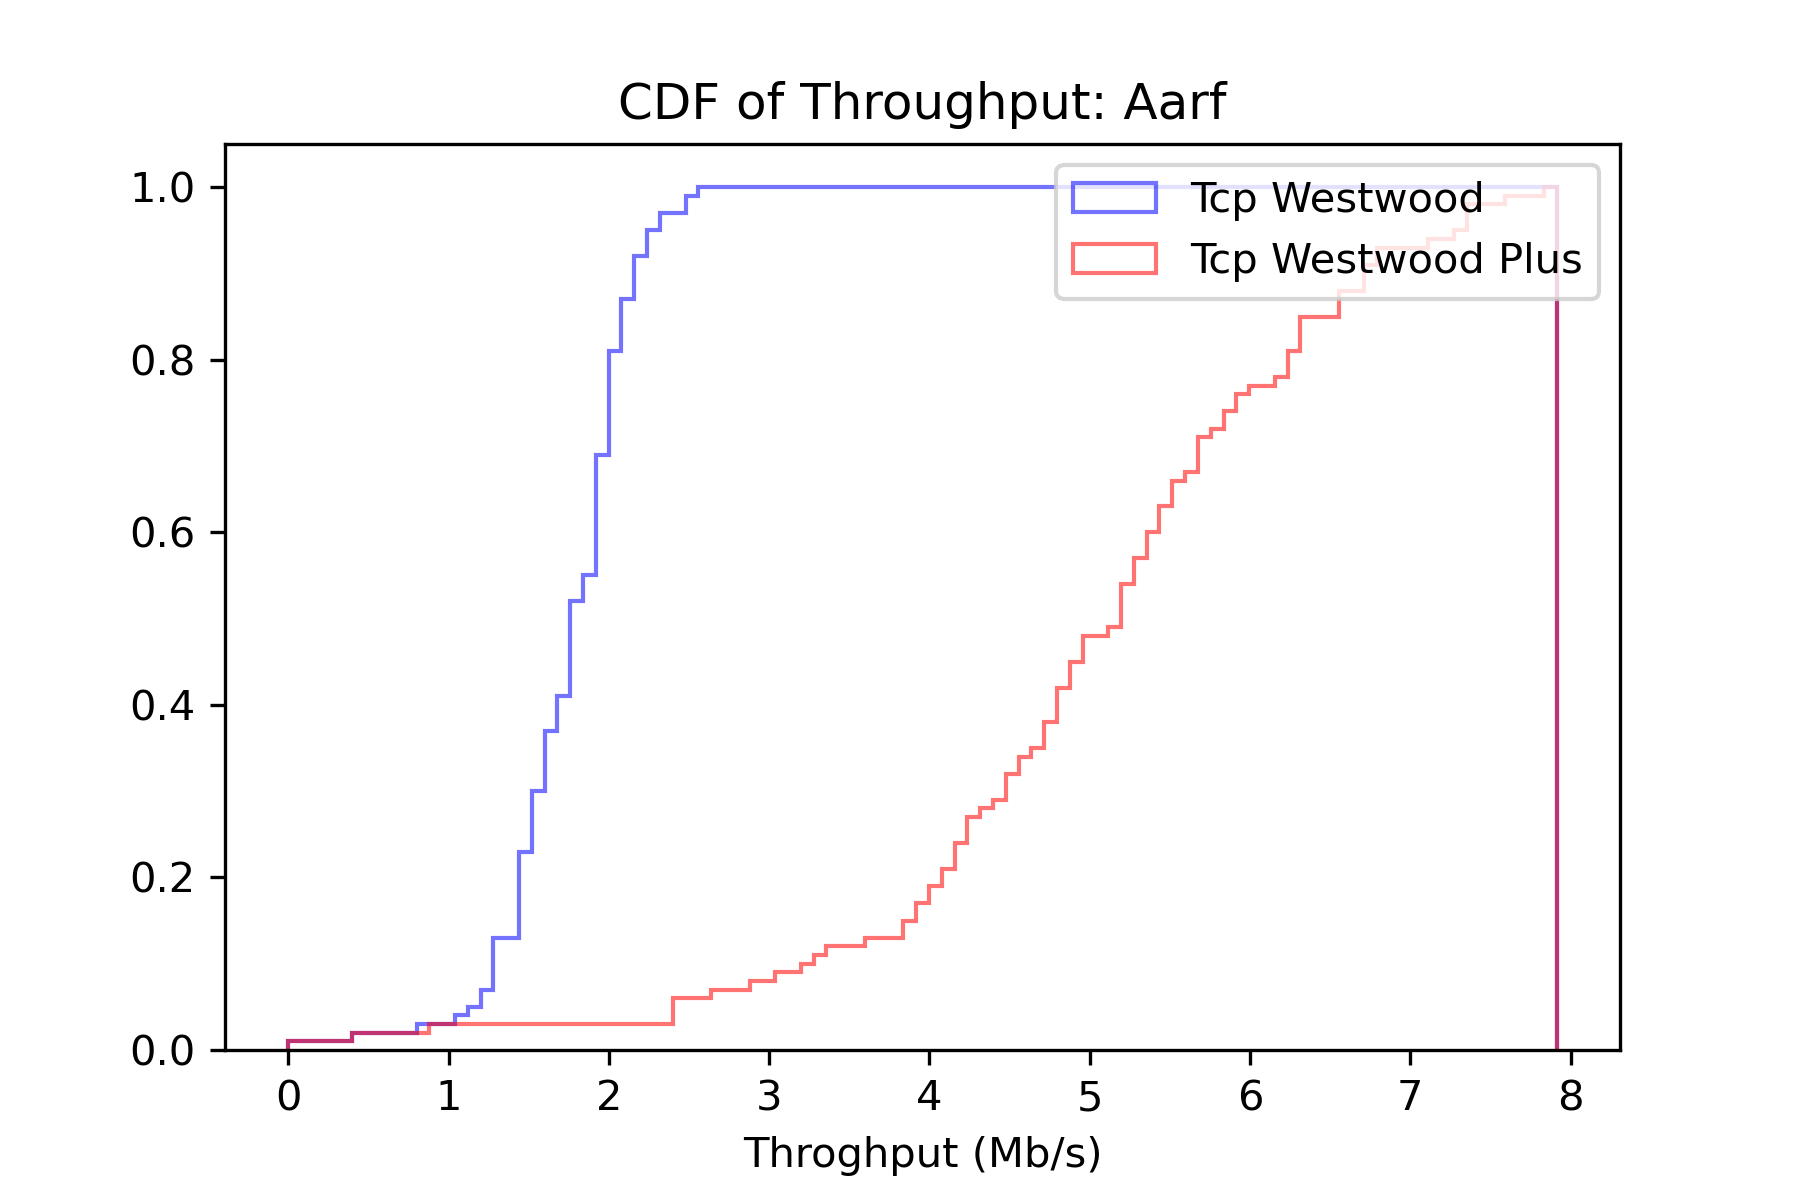 CDF of Throughput: Aarf
1.0
0.8
0.6
0.4
0.2
0.0
Tcp Westwood
Tcp Westwood Plus
0 1 2 3 4 5 6 7 8
Throghput (Mb/s)